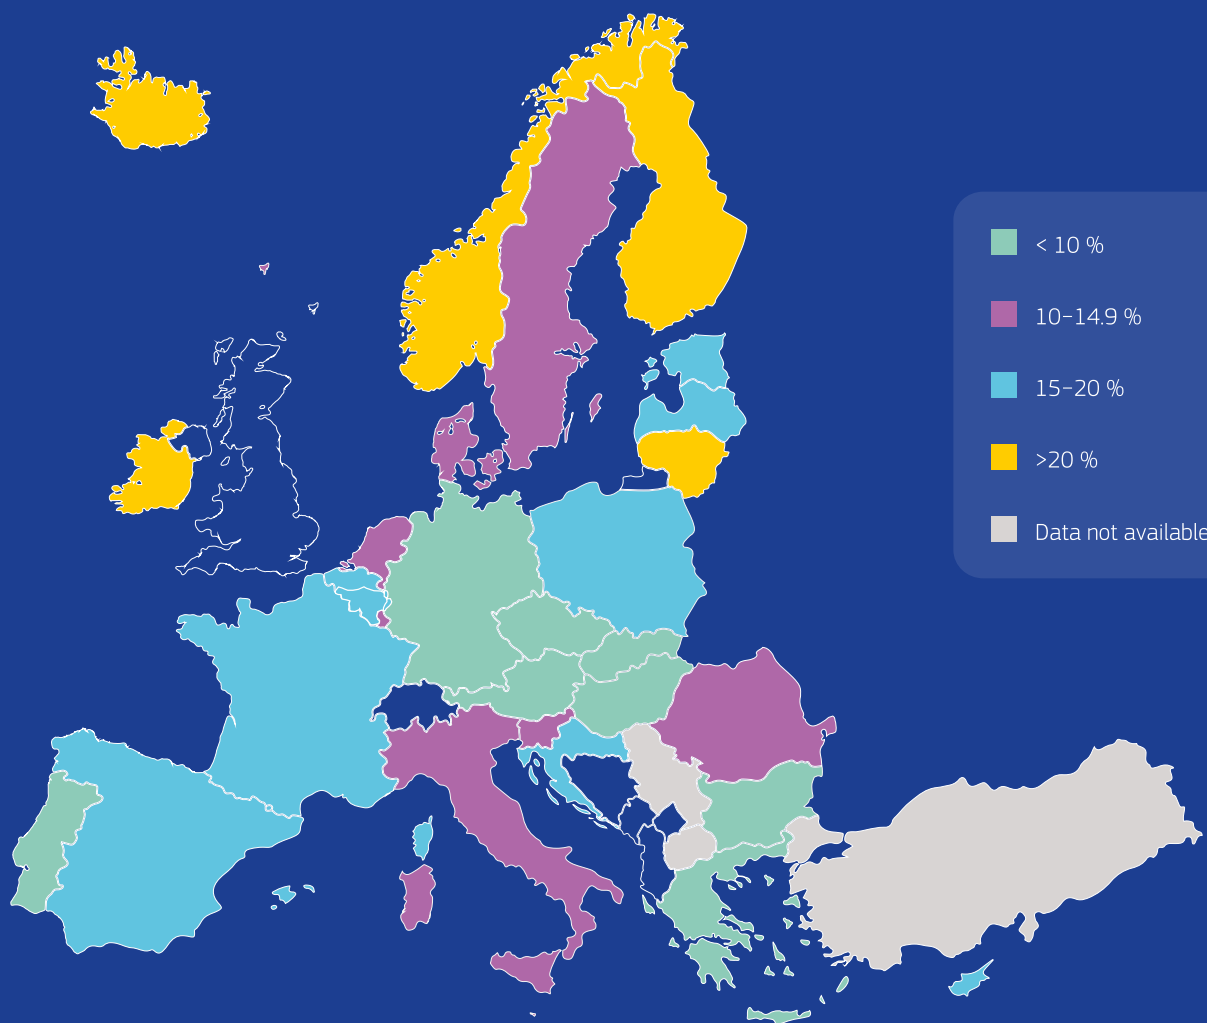 < 10 %
10–14.9 %
15–20 %
>20 %
Data not available